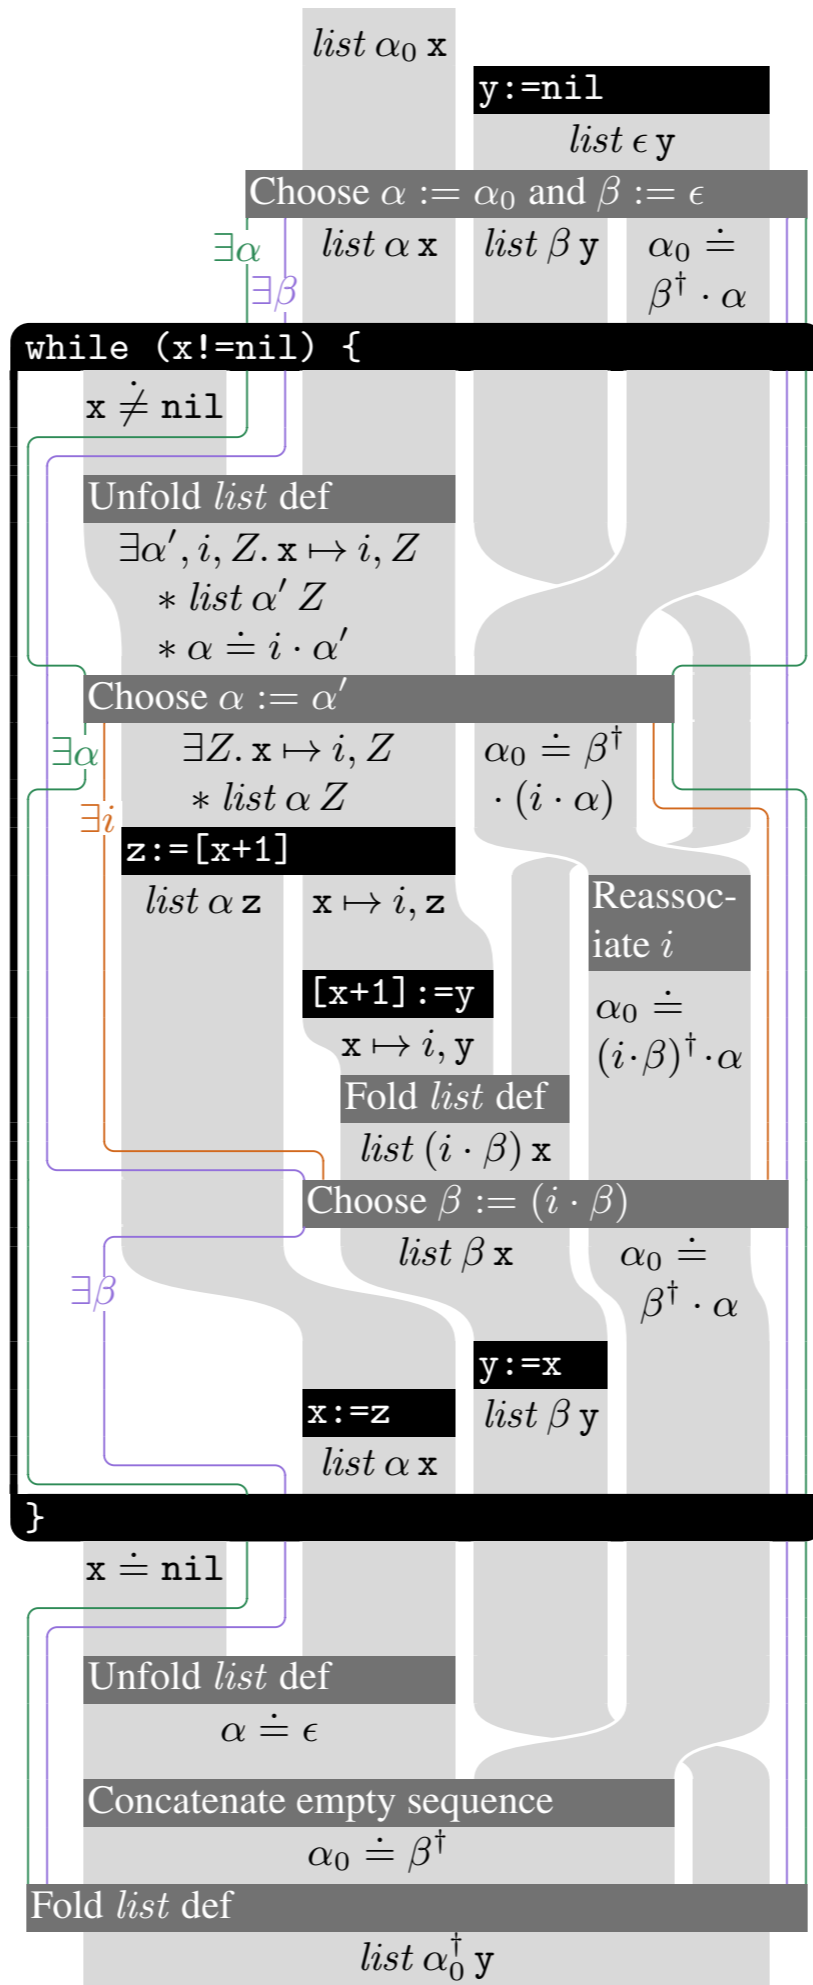 list α₀ x
y:=nil
list ϵ y
Choose α := α₀ and β := ϵ
∃α
list α x
list β y
α₀ ≐
β† · α
∃β
while (x!=nil) {
x ≠̇ nil
Unfold list def
∃α′, i, Z. x ↦ i, Z
∗ list α′ Z
∗ α ≐ i · α′
Choose α := α′
∃α
∃Z. x ↦ i, Z
∗ list α Z
α₀ ≐ β†
· (i · α)
∃i
z:=[x+1]
list α z
x ↦ i, z
Reassoc-
iate i
[x+1]:=y
x ↦ i, y
α₀ ≐
(i·β)†·α
Fold list def
list (i · β) x
Choose β := (i · β)
∃β
list β x
α₀ ≐
β† · α
y:=x
list β y
x:=z
list α x
}
x ≐ nil
Unfold list def
α ≐ ϵ
Concatenate empty sequence
α₀ ≐ β†
Fold list def
list α₀† y